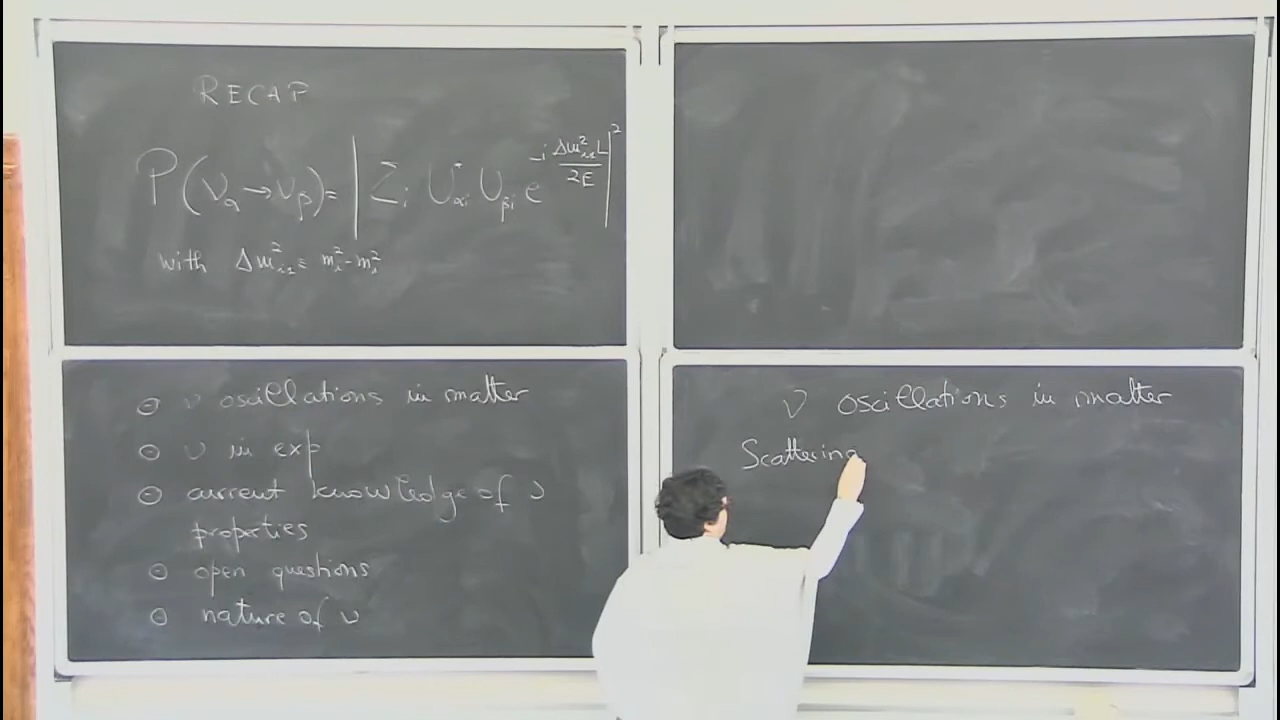 RECAP
P(ν_α → ν_β) = |Σ_i U*_αi U_βi e^{-i Δm²_i1 L / 2E}|²
with Δm²_i1 = m²_i - m²_1
⊙ ν oscillations in matter
⊙ ν in exp
⊙ current knowledge of ν
properties
⊙ open questions
⊙ nature of ν
ν oscillations in matter
Scattering